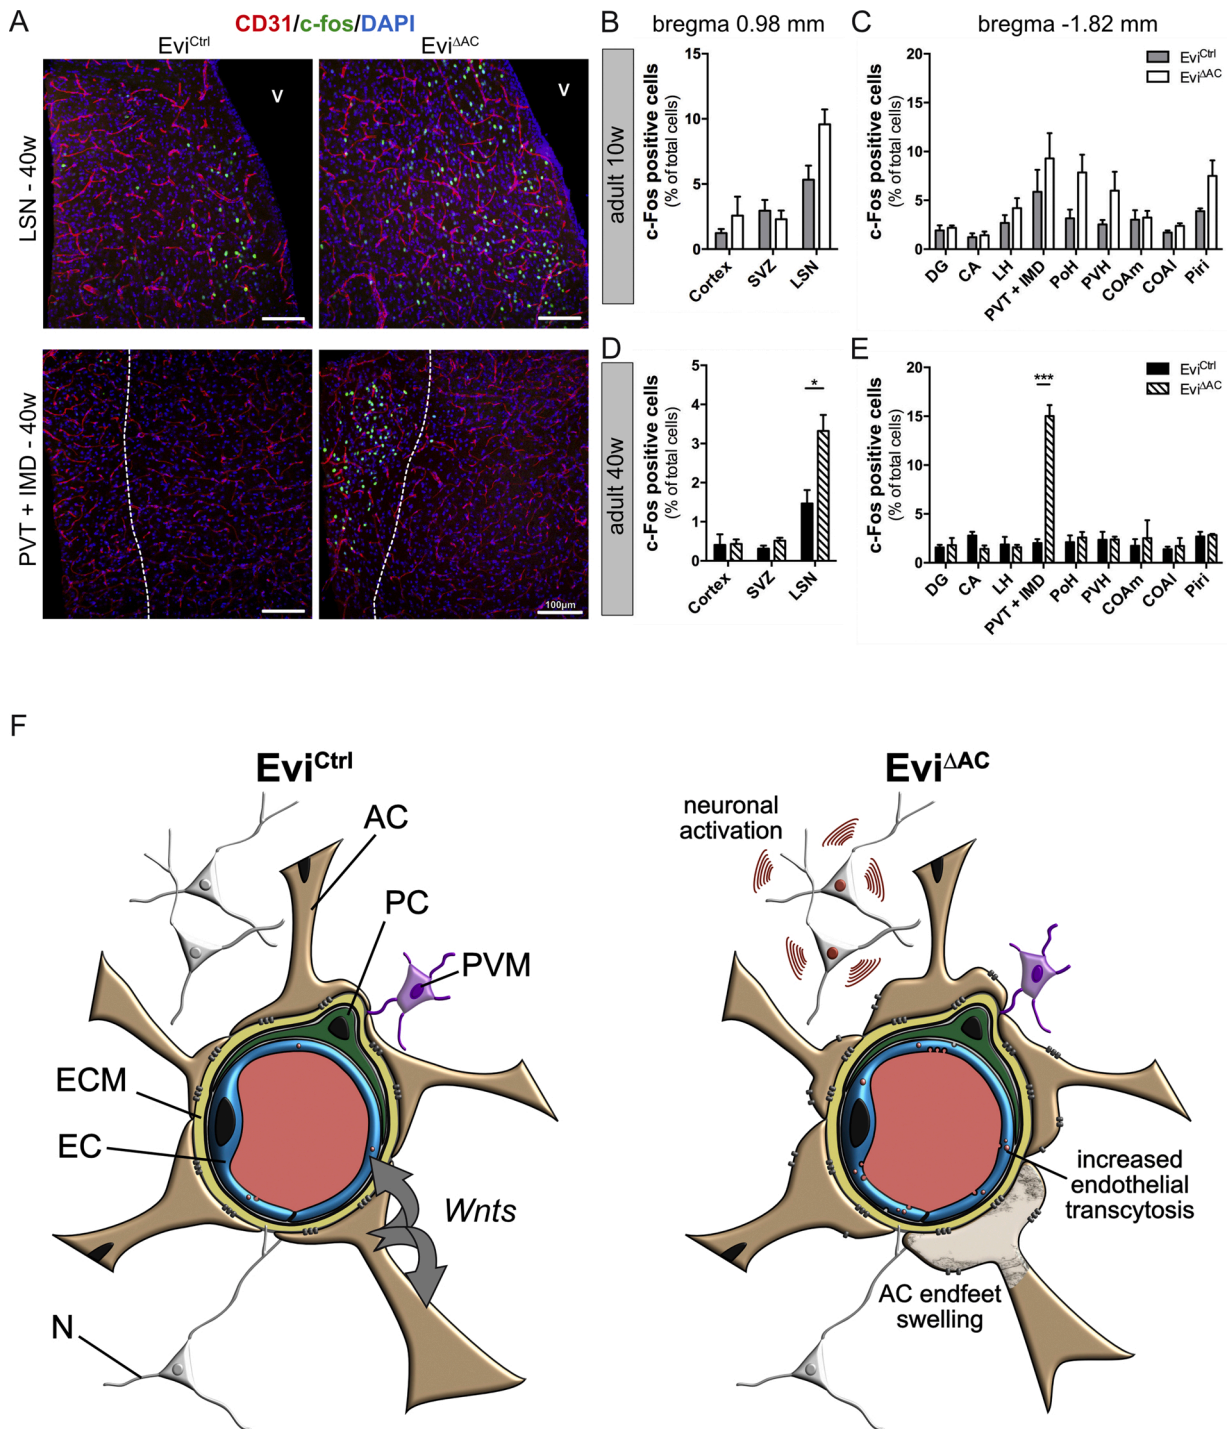 A
CD31/c-fos/DAPI
Evi^Ctrl
Evi^ΔAC
LSN - 40w
V
V
PVT + IMD - 40w
100µm
B
bregma 0.98 mm
adult 10w
c-Fos positive cells
(% of total cells)
15
10
5
0
Cortex
SVZ
LSN
C
bregma -1.82 mm
c-Fos positive cells
(% of total cells)
20
15
10
5
0
Evi^Ctrl
Evi^ΔAC
DG
CA
LH
PVT + IMD
PoH
PVH
COAm
COAl
Piri
D
adult 40w
c-Fos positive cells
(% of total cells)
5
4
3
2
1
0
*
Cortex
SVZ
LSN
E
c-Fos positive cells
(% of total cells)
20
15
10
5
0
***
Evi^Ctrl
Evi^ΔAC
DG
CA
LH
PVT + IMD
PoH
PVH
COAm
COAl
Piri
F
Evi^Ctrl
AC
PC
PVM
ECM
EC
Wnts
N
Evi^ΔAC
neuronal
activation
increased
endothelial
transcytosis
AC endfeet
swelling